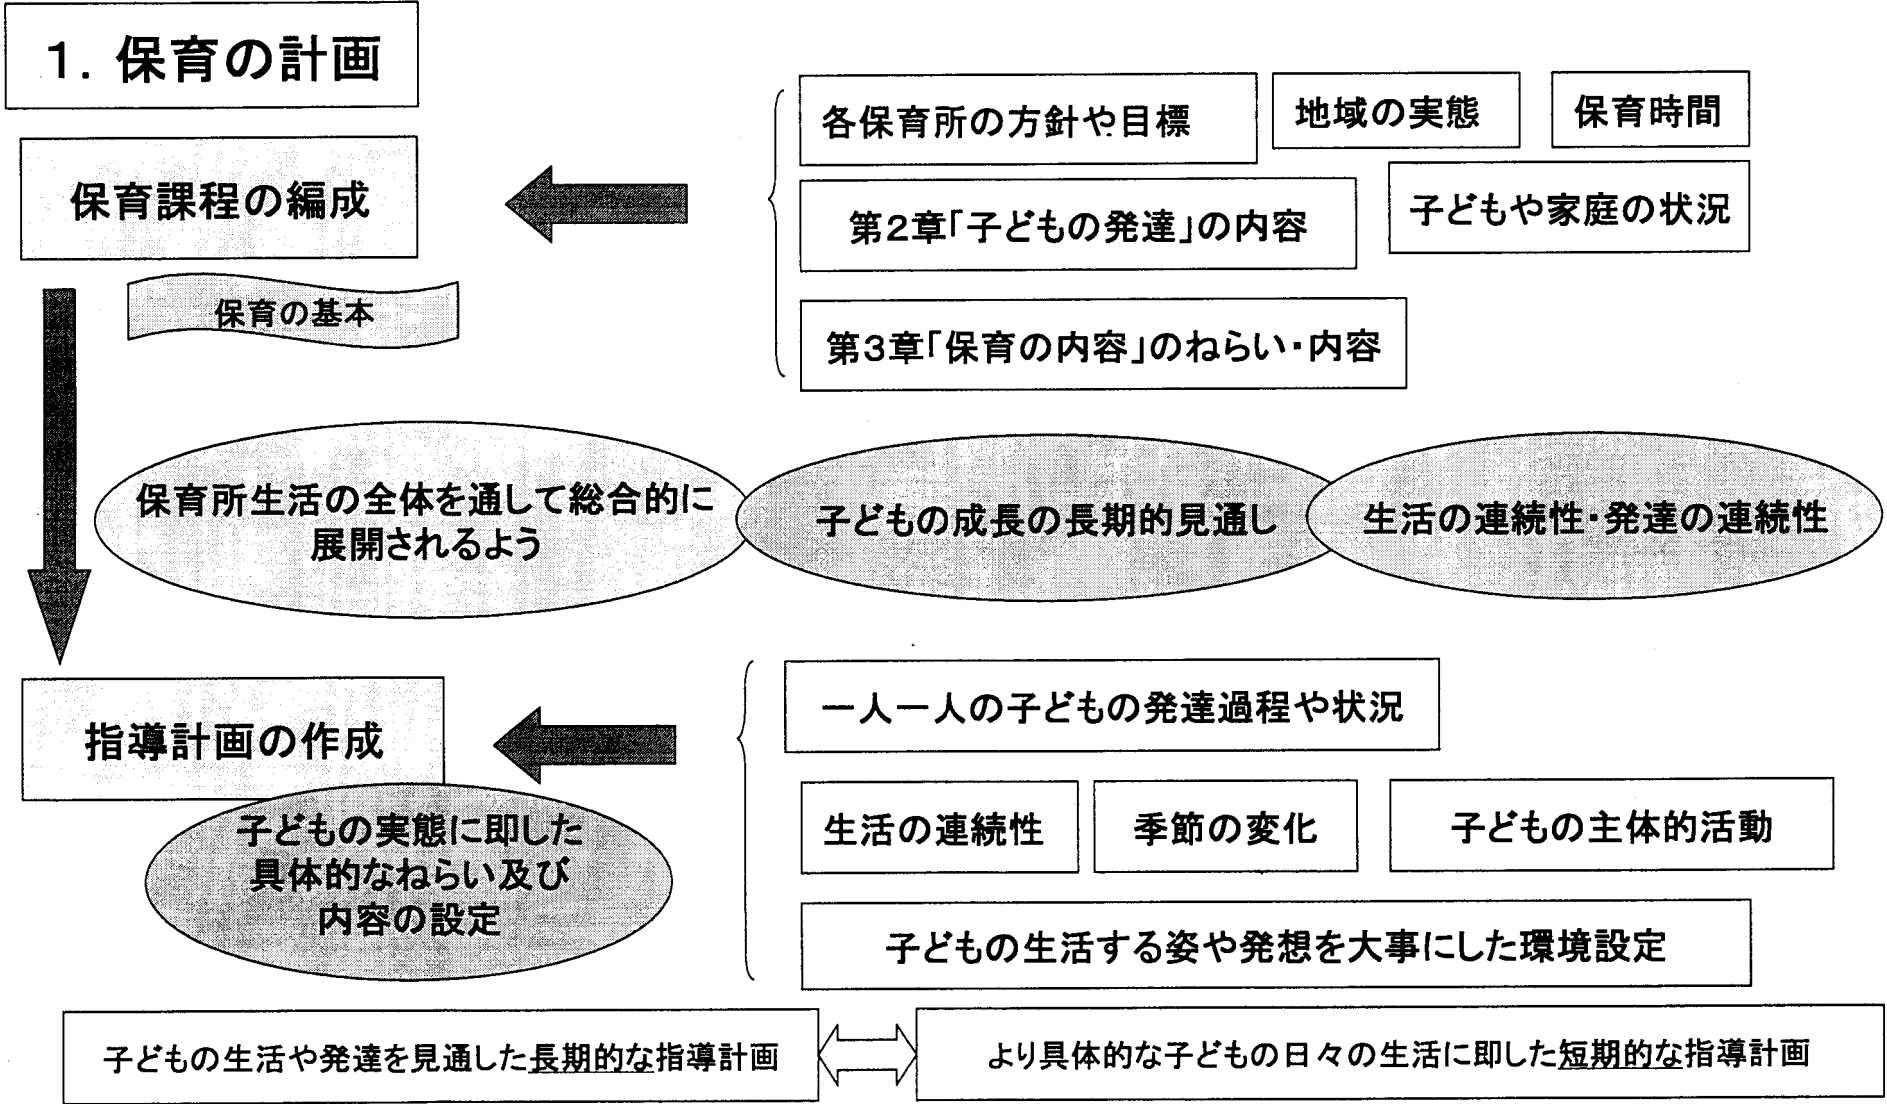 1. 保育の計画
保育課程の編成
保育の基本
各保育所の方針や目標
地域の実態
保育時間
第2章｢子どもの発達｣の内容
子どもや家庭の状況
第3章｢保育の内容｣のねらい・内容
保育所生活の全体を通して総合的に
展開されるよう
子どもの成長の長期的見通し
生活の連続性・発達の連続性
指導計画の作成
子どもの実態に即した
具体的なねらい及び
内容の設定
一人一人の子どもの発達過程や状況
生活の連続性
季節の変化
子どもの主体的活動
子どもの生活する姿や発想を大事にした環境設定
子どもの生活や発達を見通した長期的な指導計画
より具体的な子どもの日々の生活に即した短期的な指導計画